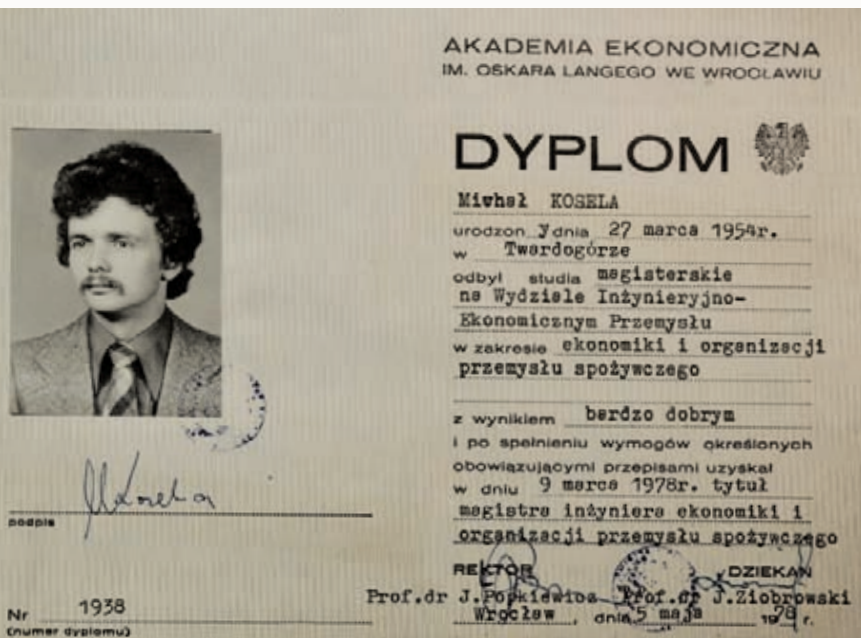 AKADEMIA EKONOMICZNA
IM. OSKARA LANGEGO WE WROCŁAWIU
DYPLOM
Miwhał KOSELA
urodzon y dnia 27 marca 1954r.
w Twardogórze
odbył studia magisterskie
na Wydziale Inżynieryjno-
Ekonomicznym Przemysłu
w zakresie ekonomiki i organizacji
przemysłu spożywczego
z wynikiem bardzo dobrym
i po spełnieniu wymogów określonych
obowiązującymi przepisami uzyskał
w dniu 9 marca 1978r. tytuł
magistra inżyniera ekonomiki i
organizacji przemysłu spożywczego
REKTOR DZIEKAN
Prof.dr J.Popkiewicz Prof.dr J.Ziobrowski
Wrocław, dnia 5 maja 1978 r.
MKosela
podpis
Nr 1938
(numer dyplomu)